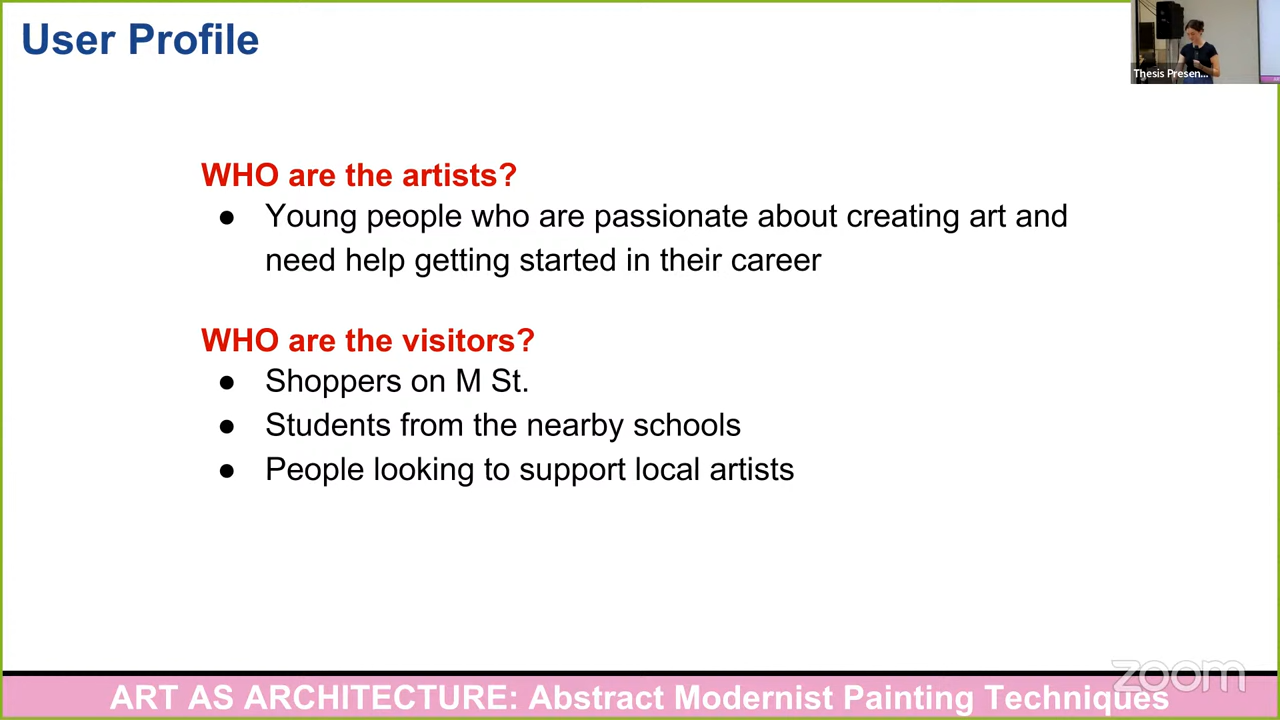 User Profile
Thesis Presen...
WHO are the artists?
● Young people who are passionate about creating art and
need help getting started in their career
WHO are the visitors?
● Shoppers on M St.
● Students from the nearby schools
● People looking to support local artists
zoom
ART AS ARCHITECTURE: Abstract Modernist Painting Techniques